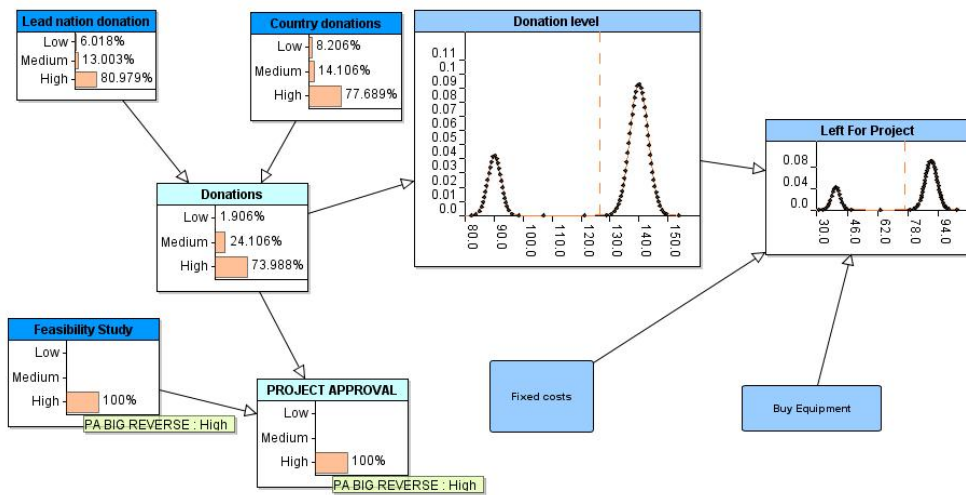 Lead nation donation
Low 6.018%
Medium 13.003%
High 80.979%
Country donations
Low 8.206%
Medium 14.106%
High 77.689%
Donation level
0.11
0.1
0.09
0.08
0.07
0.06
0.05
0.04
0.03
0.02
0.01
0.0
80.0 90.0 100.0 110.0 120.0 130.0 140.0 150.0
Left For Project
0.08
0.04
0.0
30.0 46.0 62.0 78.0 94.0
Donations
Low 1.906%
Medium 24.106%
High 73.988%
Feasibility Study
Low
Medium
High 100%
PA BIG REVERSE : High
PROJECT APPROVAL
Low
Medium
High 100%
PA BIG REVERSE : High
Fixed costs
Buy Equipment